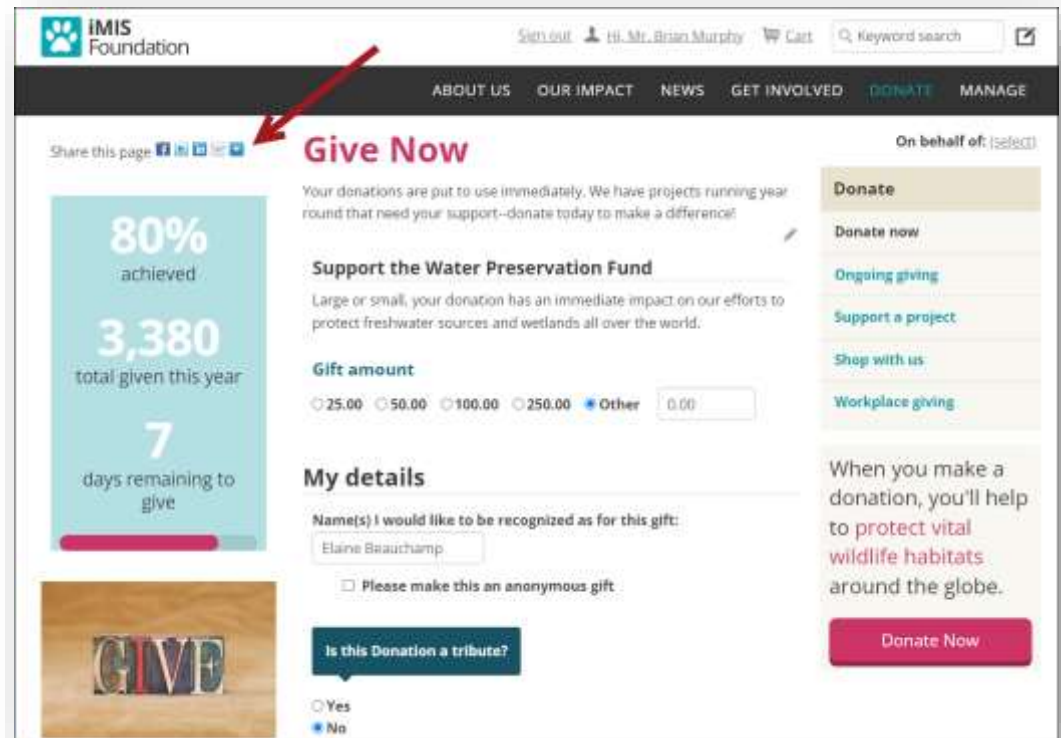 iMIS
Foundation
Sign out Hi, Mr. Brian Murphy Cart Keyword search
ABOUT US OUR IMPACT NEWS GET INVOLVED DONATE MANAGE
Share this page
80%
achieved
3,380
total given this year
7
days remaining to
give
GIVE
Give Now
Your donations are put to use immediately. We have projects running year
round that need your support--donate today to make a difference!
Support the Water Preservation Fund
Large or small, your donation has an immediate impact on our efforts to
protect freshwater sources and wetlands all over the world.
Gift amount
25.00 50.00 100.00 250.00 Other 0.00
My details
Name(s) I would like to be recognized as for this gift:
Elaine Beauchamp
Please make this an anonymous gift
Is this Donation a tribute?
Yes
No
On behalf of: (select)
Donate
Donate now
Ongoing giving
Support a project
Shop with us
Workplace giving
When you make a
donation, you'll help
to protect vital
wildlife habitats
around the globe.
Donate Now